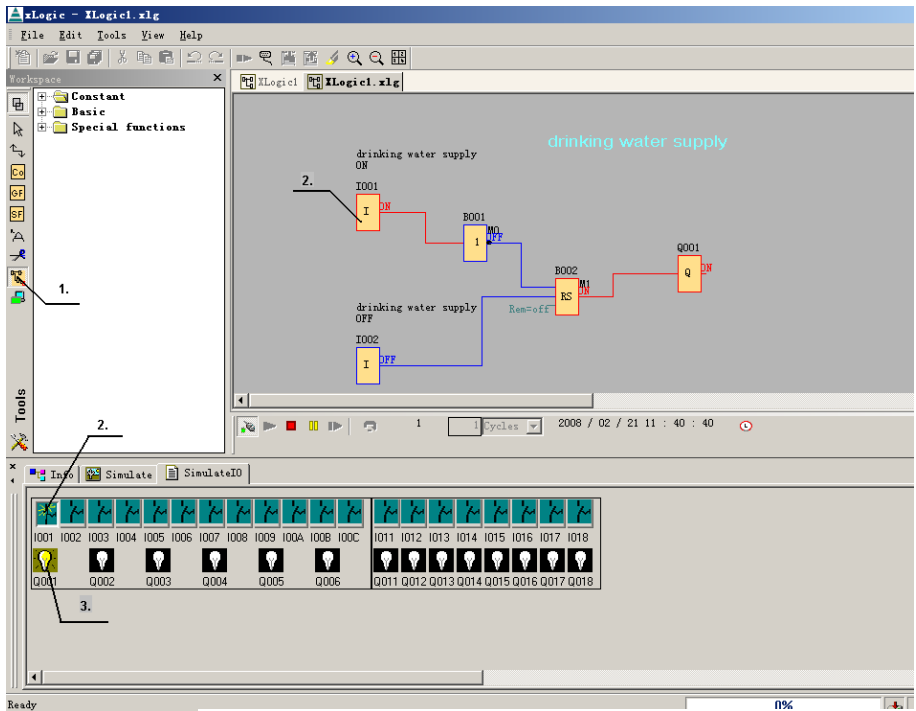 xLogic - XLogic1.xlg
File Edit Tools View Help
Workspace ×
XLogic1 XLogic1.xlg
Constant
Basic
Special functions
Co
GF
SF
A
Tools
1.
2.
drinking water supply
drinking water supply
ON
2.
I001
I
ON
B001
1
M0
OFF
B002
RS
M1
ON
Rem=off
Q001
Q
ON
drinking water supply
OFF
I002
I
OFF
1 1 Cycles 2008 / 02 / 21 11 : 40 : 40
Info Simulate SimulateIO
I001 I002 I003 I004 I005 I006 I007 I008 I009 I00A I00B I00C I011 I012 I013 I014 I015 I016 I017 I018
Q001 Q002 Q003 Q004 Q005 Q006 Q011 Q012 Q013 Q014 Q015 Q016 Q017 Q018
3.
Ready 0%